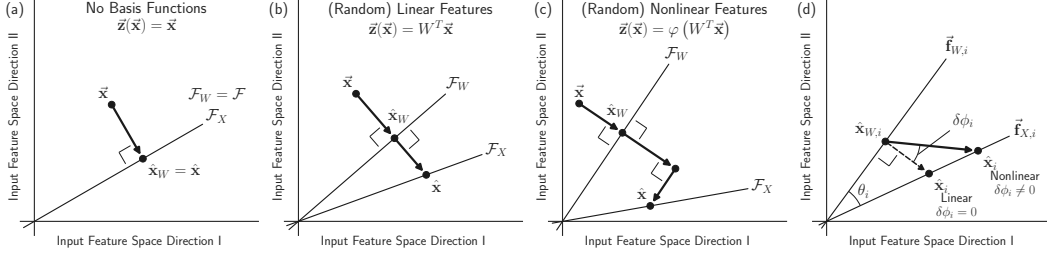 (a)
No Basis Functions
z⃗(x⃗) = x⃗
Input Feature Space Direction II
x⃗
F_W = F
F_X
x̂_W = x̂
Input Feature Space Direction I
(b)
(Random) Linear Features
z⃗(x⃗) = W^T x⃗
Input Feature Space Direction II
x⃗
F_W
x̂_W
F_X
x̂
Input Feature Space Direction I
(c)
(Random) Nonlinear Features
z⃗(x⃗) = φ (W^T x⃗)
Input Feature Space Direction II
F_W
x⃗
x̂_W
x̂
F_X
Input Feature Space Direction I
(d)
Input Feature Space Direction II
f⃗_{W,i}
δϕ_i
x̂_{W,i}
f⃗_{X,i}
x̂_i
Nonlinear
δϕ_i ≠ 0
x̂_i
Linear
δϕ_i = 0
θ_i
Input Feature Space Direction I